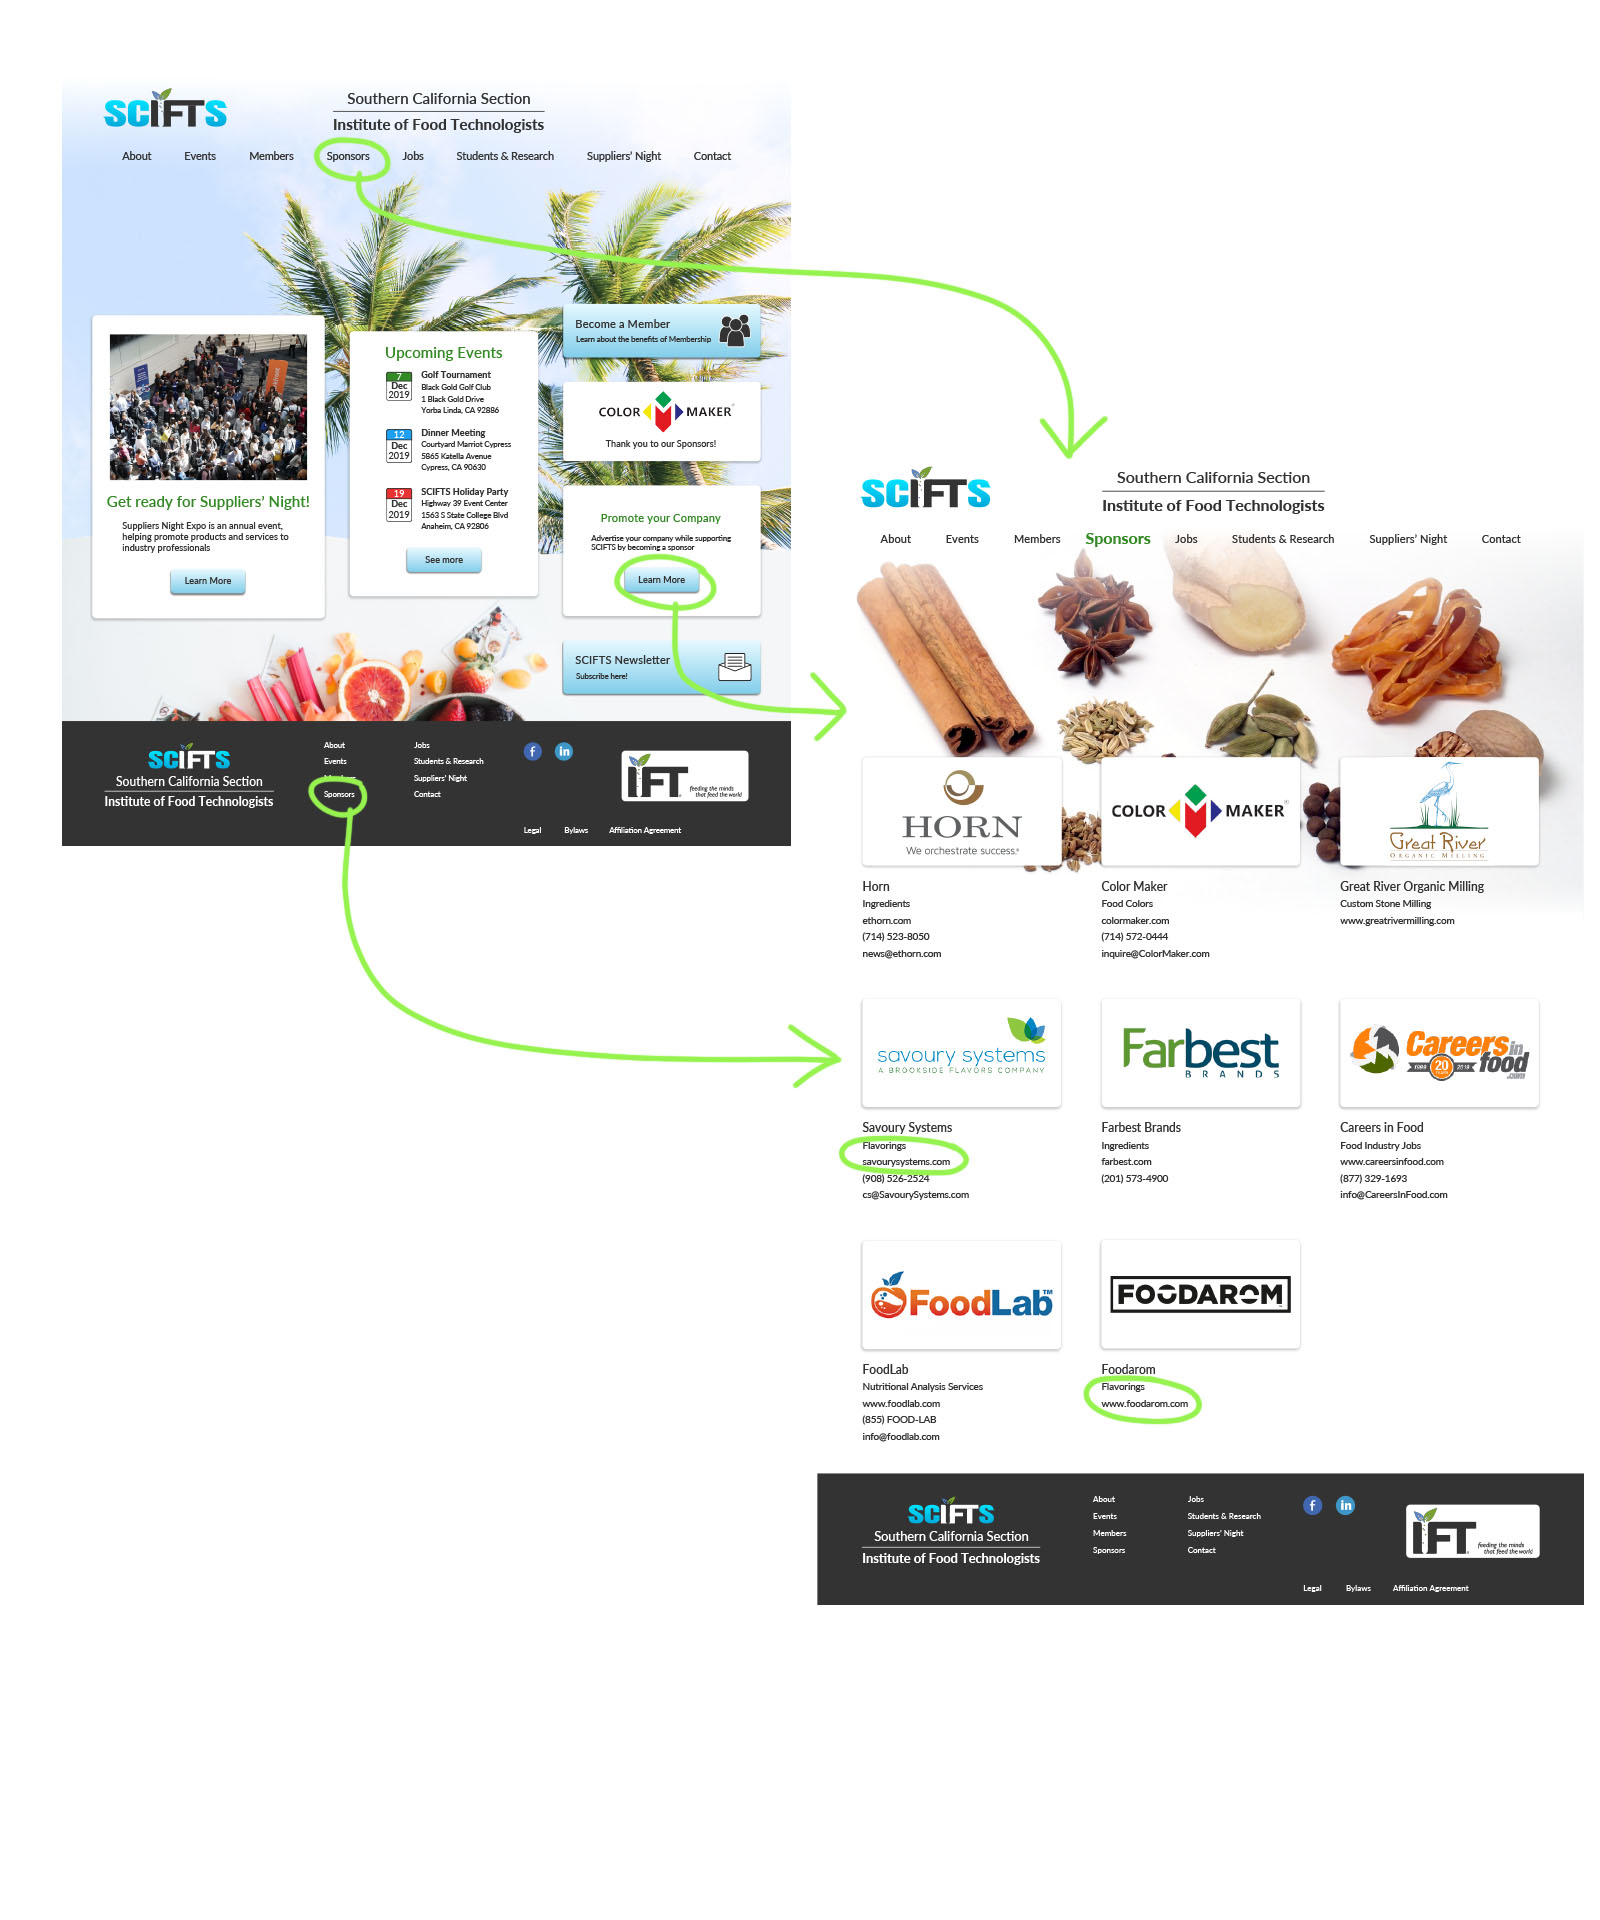 SCIFTS
Southern California Section
Institute of Food Technologists
About Events Members Sponsors Jobs Students & Research Suppliers' Night Contact
Get ready for Suppliers' Night!
Suppliers Night Expo is an annual event,
helping promote products and services to
industry professionals
Learn More
Upcoming Events
7
Dec
2019
Golf Tournament
Black Gold Golf Club
1 Black Gold Drive
Yorba Linda, CA 92886
12
Dec
2019
Dinner Meeting
Courtyard Marriot Cypress
5865 Katella Avenue
Cypress, CA 90630
19
Dec
2019
SCIFTS Holiday Party
Highway 39 Event Center
1563 S State College Blvd
Anaheim, CA 92806
See more
Become a Member
Learn about the benefits of Membership
COLOR MAKER®
Thank you to our Sponsors!
Promote your Company
Advertise your company while supporting
SCIFTS by becoming a sponsor
Learn More
SCIFTS Newsletter
Subscribe here!
SCIFTS
Southern California Section
Institute of Food Technologists
About
Events
Members
Sponsors
Jobs
Students & Research
Suppliers' Night
Contact
f in
IFT
feeding the minds
that feed the world
Legal Bylaws Affiliation Agreement
SCIFTS
Southern California Section
Institute of Food Technologists
About Events Members Sponsors Jobs Students & Research Suppliers' Night Contact
HORN
We orchestrate success.®
Horn
Ingredients
ethorn.com
(714) 523-8050
news@ethorn.com
COLOR MAKER®
Color Maker
Food Colors
colormaker.com
(714) 572-0444
inquire@ColorMaker.com
Great River
ORGANIC MILLING
Great River Organic Milling
Custom Stone Milling
www.greatrivermilling.com
savoury systems
A BROOKSIDE FLAVORS COMPANY
Savoury Systems
Flavorings
savourysystems.com
(908) 526-2524
cs@SavourySystems.com
Farbest
BRANDS
Farbest Brands
Ingredients
farbest.com
(201) 573-4900
Careers in
food
.com
1999 20 YEARS 2019
Careers in Food
Food Industry Jobs
www.careersinfood.com
(877) 329-1693
info@CareersInFood.com
FoodLab™
FoodLab
Nutritional Analysis Services
www.foodlab.com
(855) FOOD-LAB
info@foodlab.com
FOODAROM
Foodarom
Flavorings
www.foodarom.com
SCIFTS
Southern California Section
Institute of Food Technologists
About
Events
Members
Sponsors
Jobs
Students & Research
Suppliers' Night
Contact
f in
IFT
feeding the minds
that feed the world
Legal Bylaws Affiliation Agreement